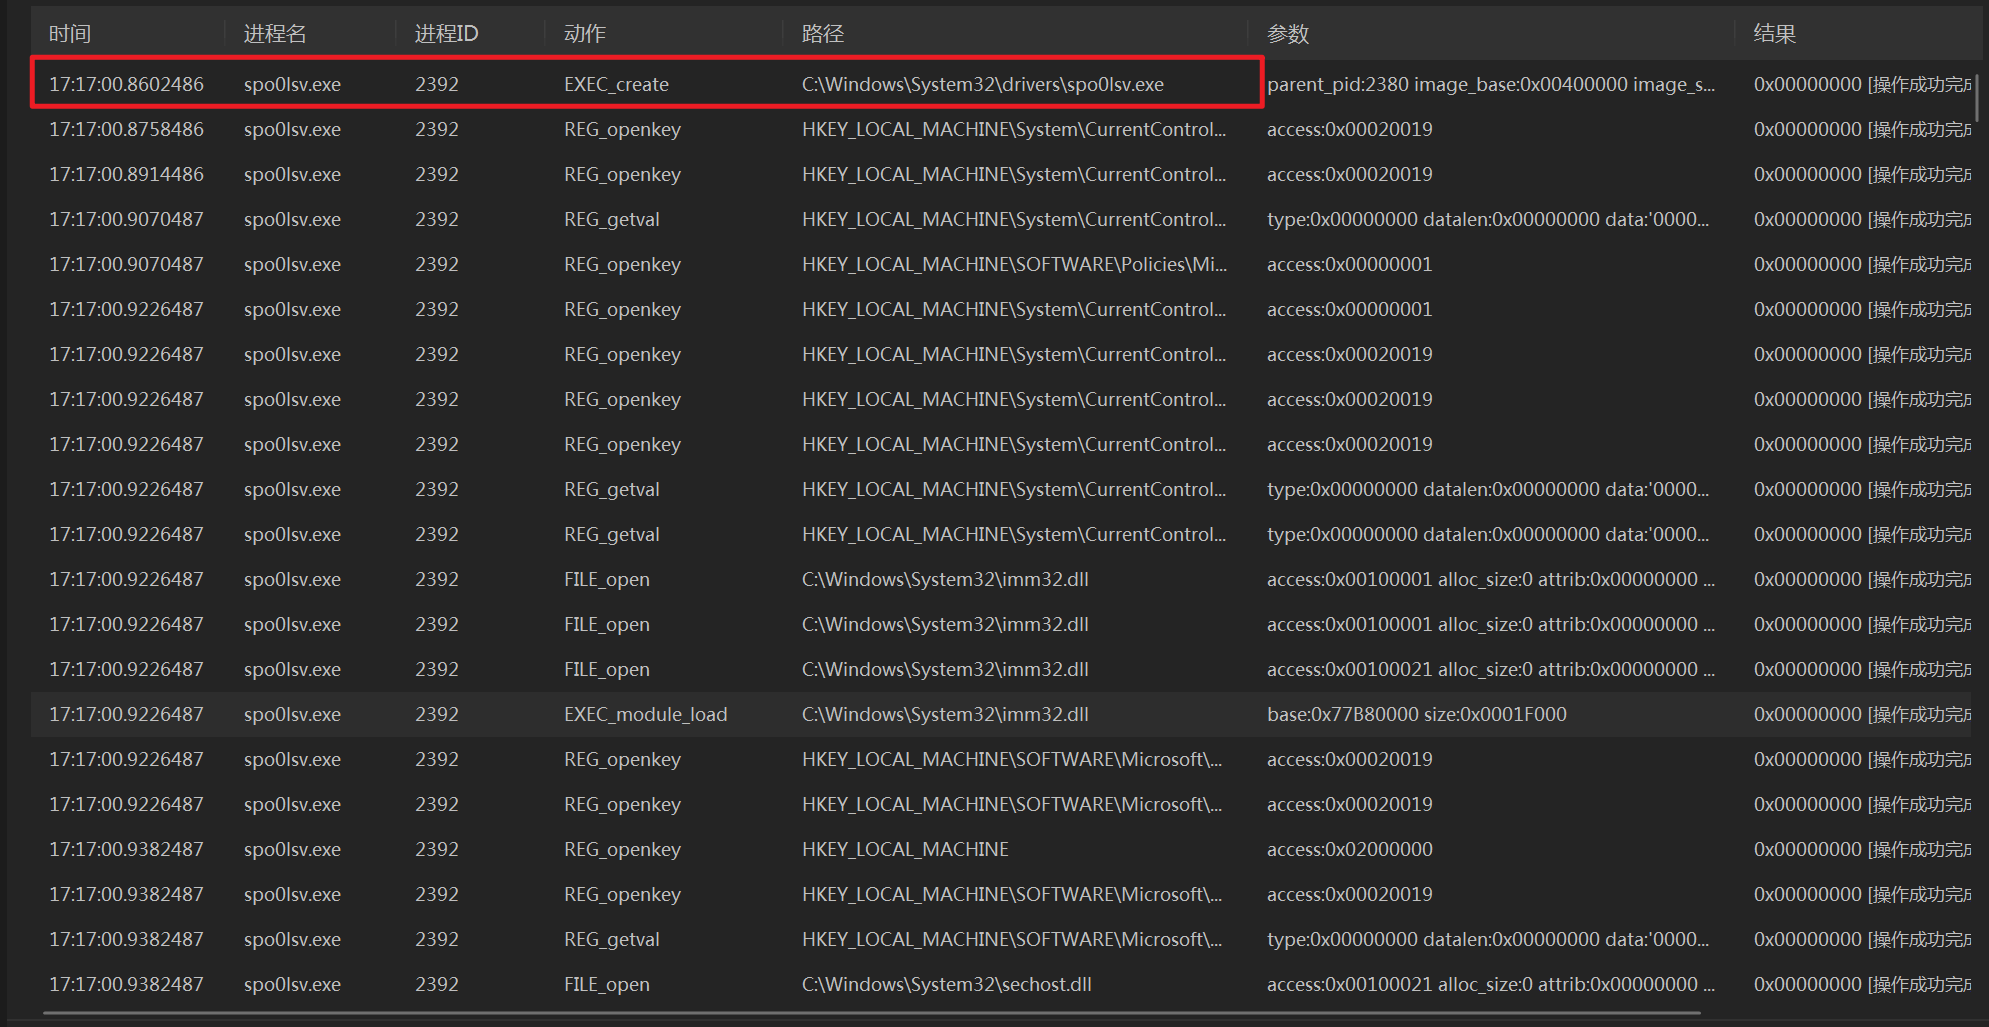 时间 进程名 进程ID 动作 路径 参数 结果
17:17:00.8602486 spo0lsv.exe 2392 EXEC_create C:\Windows\System32\drivers\spo0lsv.exe parent_pid:2380 image_base:0x00400000 image_s... 0x00000000 [操作成功完成
17:17:00.8758486 spo0lsv.exe 2392 REG_openkey HKEY_LOCAL_MACHINE\System\CurrentControl... access:0x00020019 0x00000000 [操作成功完成
17:17:00.8914486 spo0lsv.exe 2392 REG_openkey HKEY_LOCAL_MACHINE\System\CurrentControl... access:0x00020019 0x00000000 [操作成功完成
17:17:00.9070487 spo0lsv.exe 2392 REG_getval HKEY_LOCAL_MACHINE\System\CurrentControl... type:0x00000000 datalen:0x00000000 data:'0000... 0x00000000 [操作成功完成
17:17:00.9070487 spo0lsv.exe 2392 REG_openkey HKEY_LOCAL_MACHINE\SOFTWARE\Policies\Mi... access:0x00000001 0x00000000 [操作成功完成
17:17:00.9226487 spo0lsv.exe 2392 REG_openkey HKEY_LOCAL_MACHINE\System\CurrentControl... access:0x00000001 0x00000000 [操作成功完成
17:17:00.9226487 spo0lsv.exe 2392 REG_openkey HKEY_LOCAL_MACHINE\System\CurrentControl... access:0x00020019 0x00000000 [操作成功完成
17:17:00.9226487 spo0lsv.exe 2392 REG_openkey HKEY_LOCAL_MACHINE\System\CurrentControl... access:0x00020019 0x00000000 [操作成功完成
17:17:00.9226487 spo0lsv.exe 2392 REG_openkey HKEY_LOCAL_MACHINE\System\CurrentControl... access:0x00020019 0x00000000 [操作成功完成
17:17:00.9226487 spo0lsv.exe 2392 REG_getval HKEY_LOCAL_MACHINE\System\CurrentControl... type:0x00000000 datalen:0x00000000 data:'0000... 0x00000000 [操作成功完成
17:17:00.9226487 spo0lsv.exe 2392 REG_getval HKEY_LOCAL_MACHINE\System\CurrentControl... type:0x00000000 datalen:0x00000000 data:'0000... 0x00000000 [操作成功完成
17:17:00.9226487 spo0lsv.exe 2392 FILE_open C:\Windows\System32\imm32.dll access:0x00100001 alloc_size:0 attrib:0x00000000 ... 0x00000000 [操作成功完成
17:17:00.9226487 spo0lsv.exe 2392 FILE_open C:\Windows\System32\imm32.dll access:0x00100001 alloc_size:0 attrib:0x00000000 ... 0x00000000 [操作成功完成
17:17:00.9226487 spo0lsv.exe 2392 FILE_open C:\Windows\System32\imm32.dll access:0x00100021 alloc_size:0 attrib:0x00000000 ... 0x00000000 [操作成功完成
17:17:00.9226487 spo0lsv.exe 2392 EXEC_module_load C:\Windows\System32\imm32.dll base:0x77B80000 size:0x0001F000 0x00000000 [操作成功完成
17:17:00.9226487 spo0lsv.exe 2392 REG_openkey HKEY_LOCAL_MACHINE\SOFTWARE\Microsoft\... access:0x00020019 0x00000000 [操作成功完成
17:17:00.9226487 spo0lsv.exe 2392 REG_openkey HKEY_LOCAL_MACHINE\SOFTWARE\Microsoft\... access:0x00020019 0x00000000 [操作成功完成
17:17:00.9382487 spo0lsv.exe 2392 REG_openkey HKEY_LOCAL_MACHINE access:0x02000000 0x00000000 [操作成功完成
17:17:00.9382487 spo0lsv.exe 2392 REG_openkey HKEY_LOCAL_MACHINE\SOFTWARE\Microsoft\... access:0x00020019 0x00000000 [操作成功完成
17:17:00.9382487 spo0lsv.exe 2392 REG_getval HKEY_LOCAL_MACHINE\SOFTWARE\Microsoft\... type:0x00000000 datalen:0x00000000 data:'0000... 0x00000000 [操作成功完成
17:17:00.9382487 spo0lsv.exe 2392 FILE_open C:\Windows\System32\sechost.dll access:0x00100021 alloc_size:0 attrib:0x00000000 ... 0x00000000 [操作成功完成